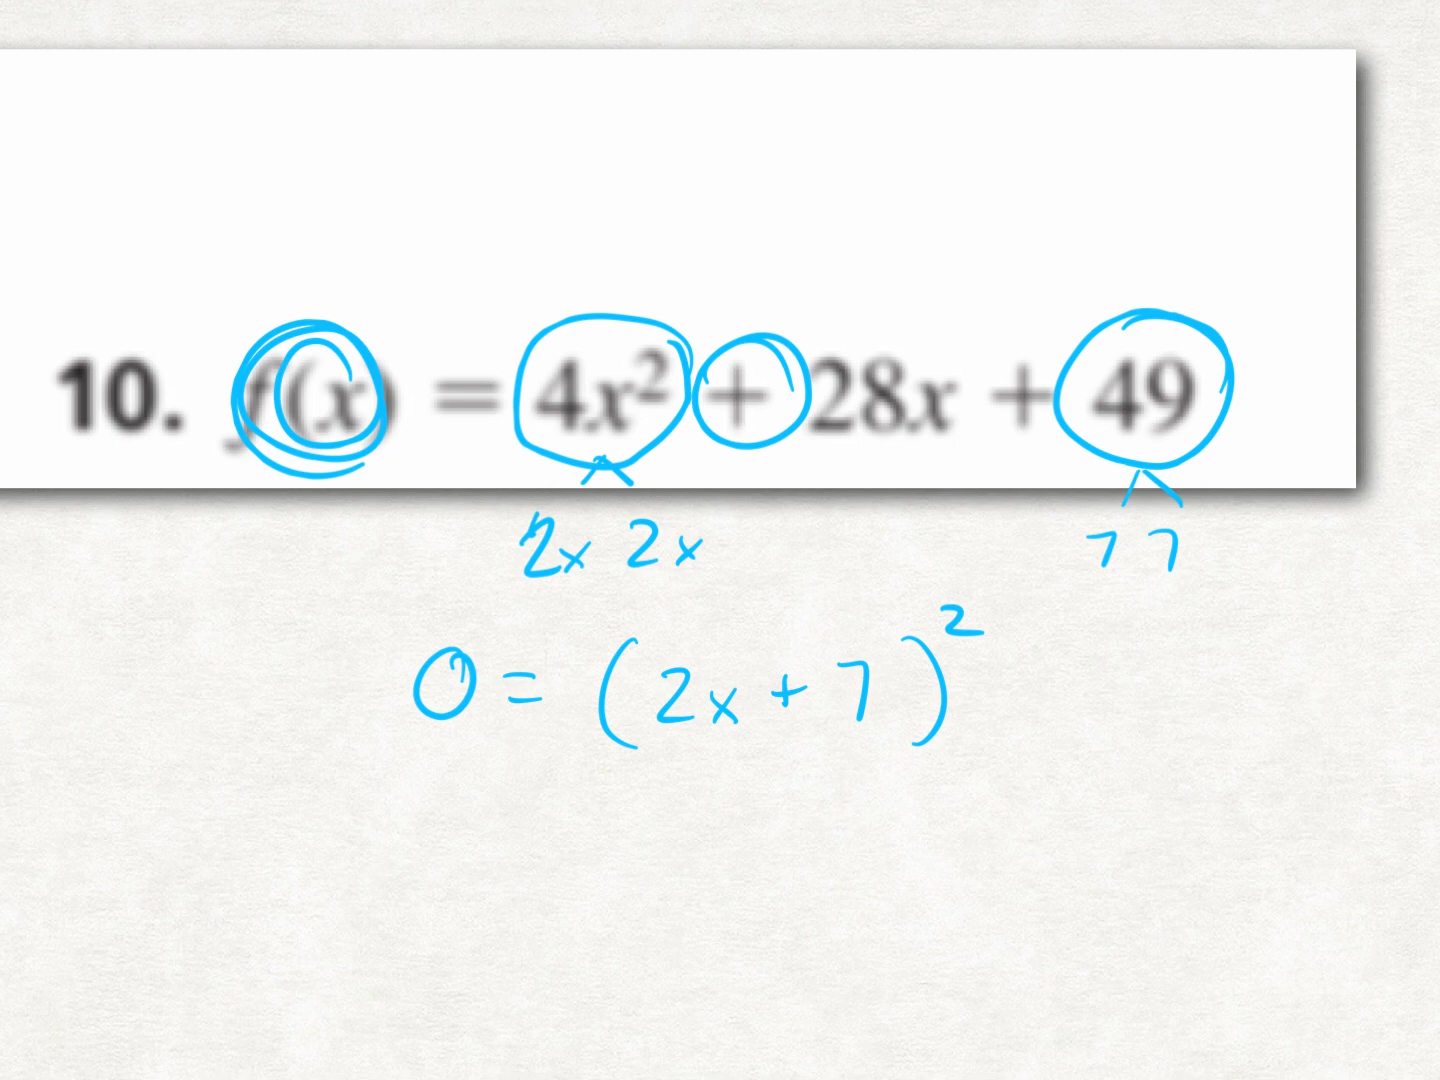 10. f(x) = 4x² + 28x + 49
2x 2x 7 7
0 = (2x + 7)²